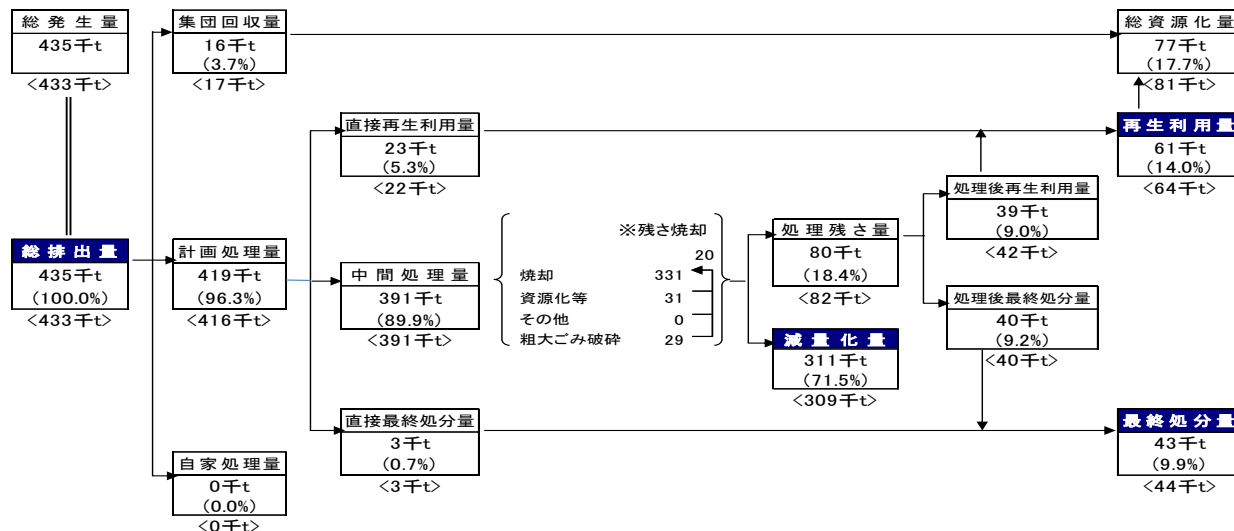 総発生量
435千t
<433千t>
集団回収量
16千t
(3.7%)
<17千t>
総資源化量
77千t
(17.7%)
<81千t>
直接再生利用量
23千t
(5.3%)
<22千t>
再生利用量
61千t
(14.0%)
<64千t>
処理後再生利用量
39千t
(9.0%)
<42千t>
総排出量
435千t
(100.0%)
<433千t>
計画処理量
419千t
(96.3%)
<416千t>
中間処理量
391千t
(89.9%)
<391千t>
※残さ焼却
20
焼却 331
資源化等 31
その他 0
粗大ごみ破砕 29
処理残さ量
80千t
(18.4%)
<82千t>
減量化量
311千t
(71.5%)
<309千t>
処理後最終処分量
40千t
(9.2%)
<40千t>
直接最終処分量
3千t
(0.7%)
<3千t>
最終処分量
43千t
(9.9%)
<44千t>
自家処理量
0千t
(0.0%)
<0千t>